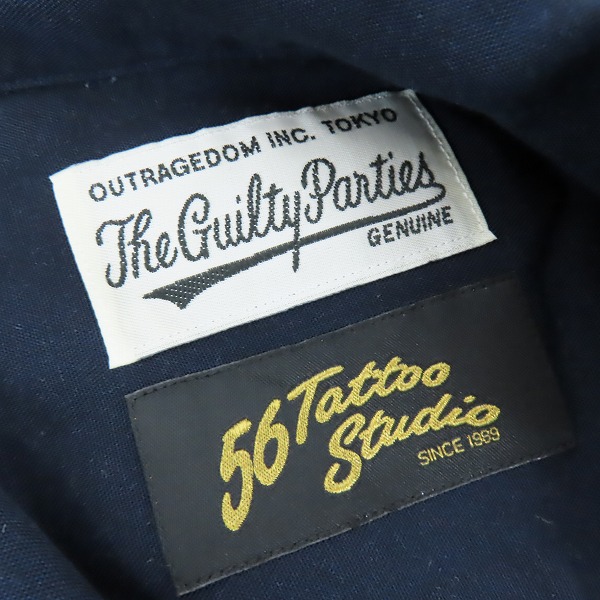 OUTRAGEDOM INC. TOKYO
The Guilty Parties
GENUINE
56 Tattoo
Studio
SINCE 1989